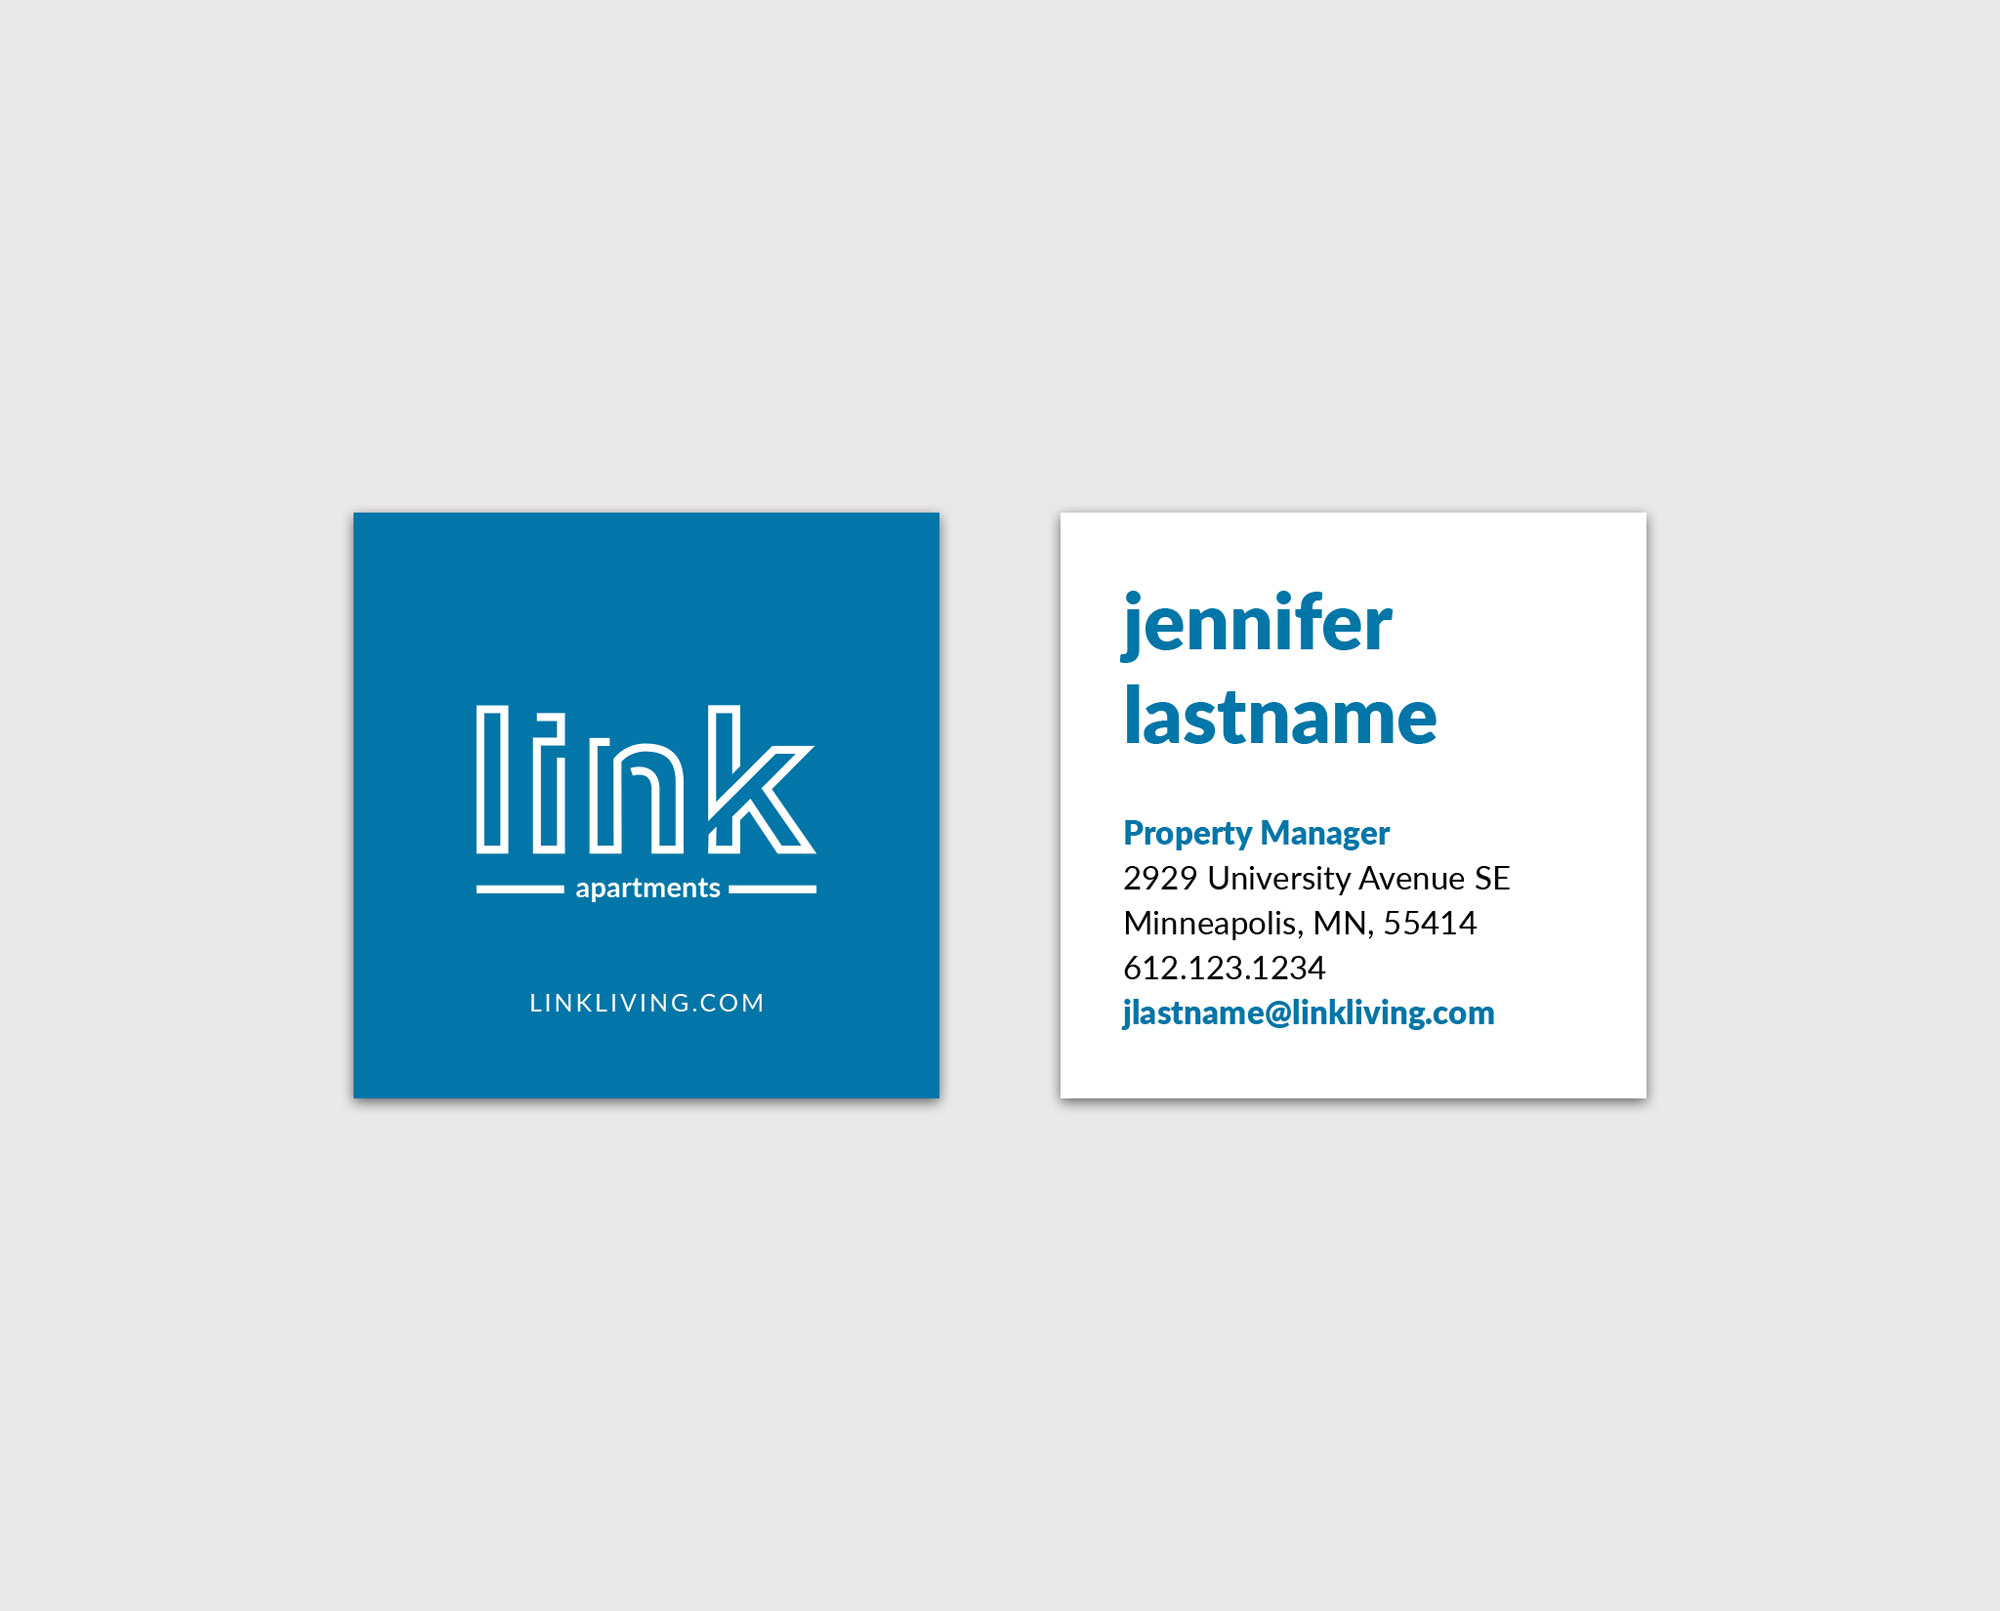 link
apartments
LINKLIVING.COM
jennifer
lastname
Property Manager
2929 University Avenue SE
Minneapolis, MN, 55414
612.123.1234
jlastname@linkliving.com